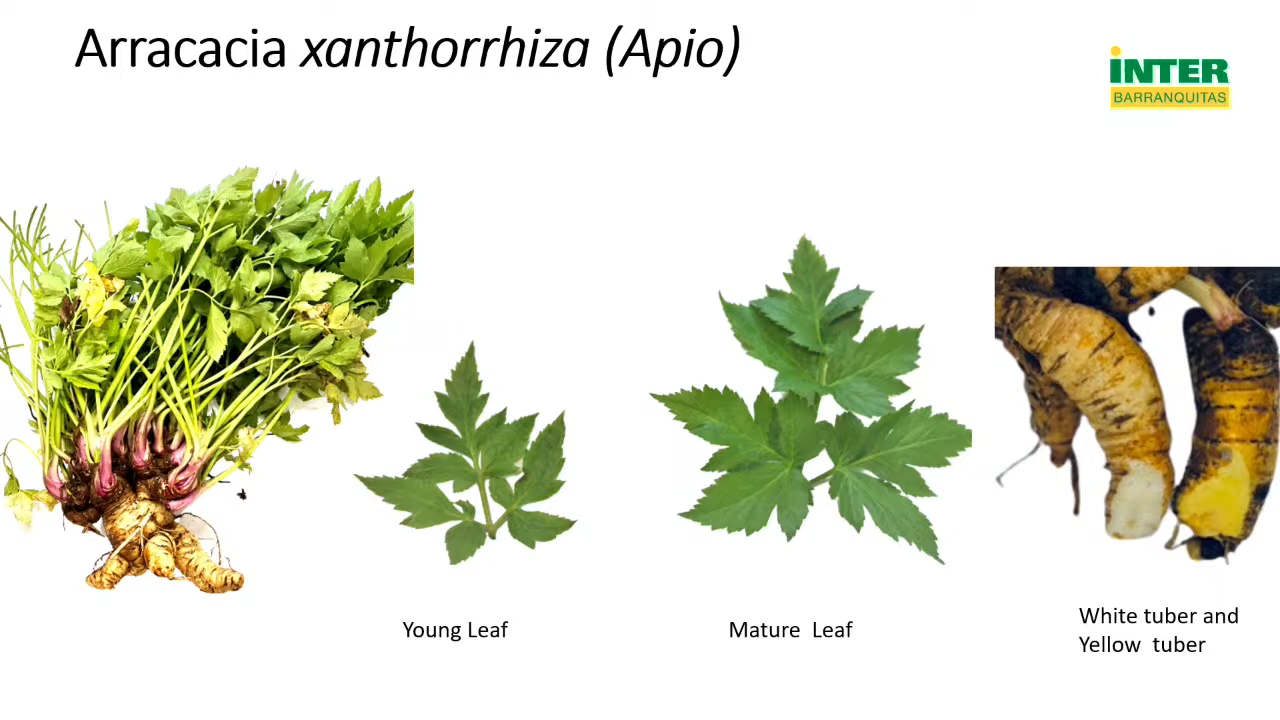 Arracacia xanthorrhiza (Apio)
INTER
BARRANQUITAS
Young Leaf
Mature Leaf
White tuber and
Yellow tuber